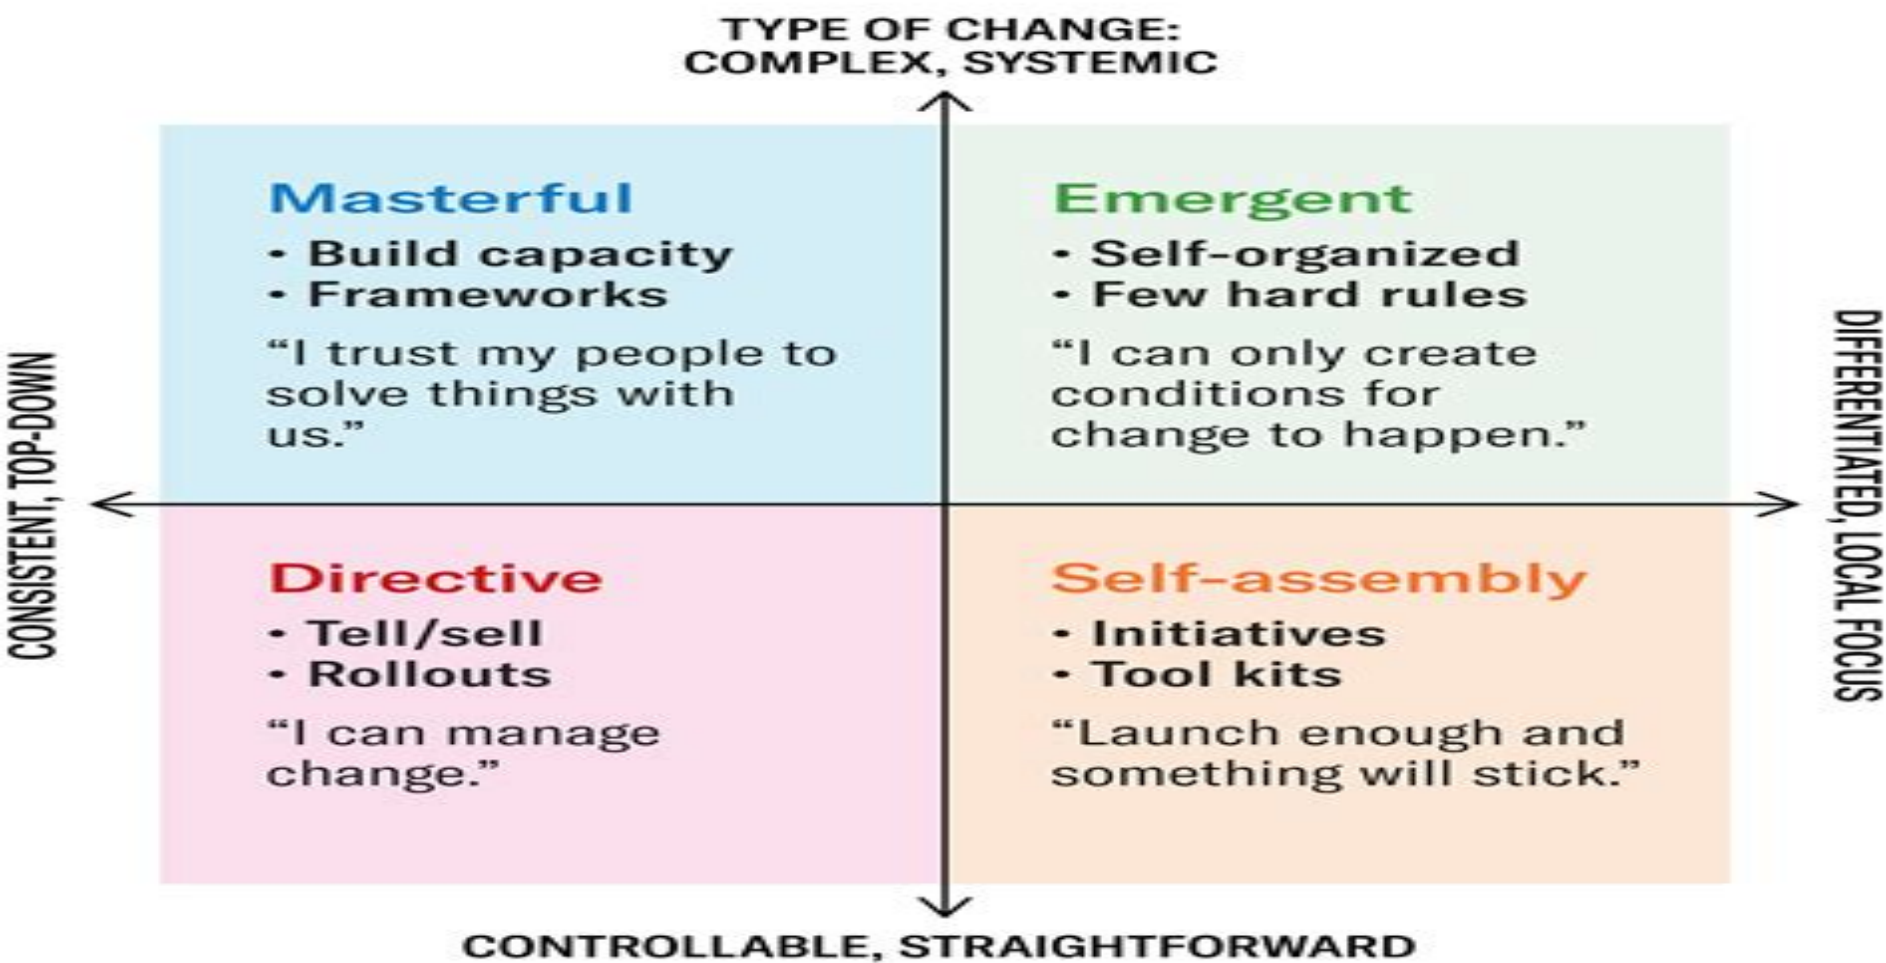 TYPE OF CHANGE:
COMPLEX, SYSTEMIC
CONSISTENT, TOP-DOWN
Masterful
• Build capacity
• Frameworks
“I trust my people to
solve things with
us.”
Emergent
• Self-organized
• Few hard rules
“I can only create
conditions for
change to happen.”
DIFFERENTIATED, LOCAL FOCUS
Directive
• Tell/sell
• Rollouts
“I can manage
change.”
Self-assembly
• Initiatives
• Tool kits
“Launch enough and
something will stick.”
CONTROLLABLE, STRAIGHTFORWARD